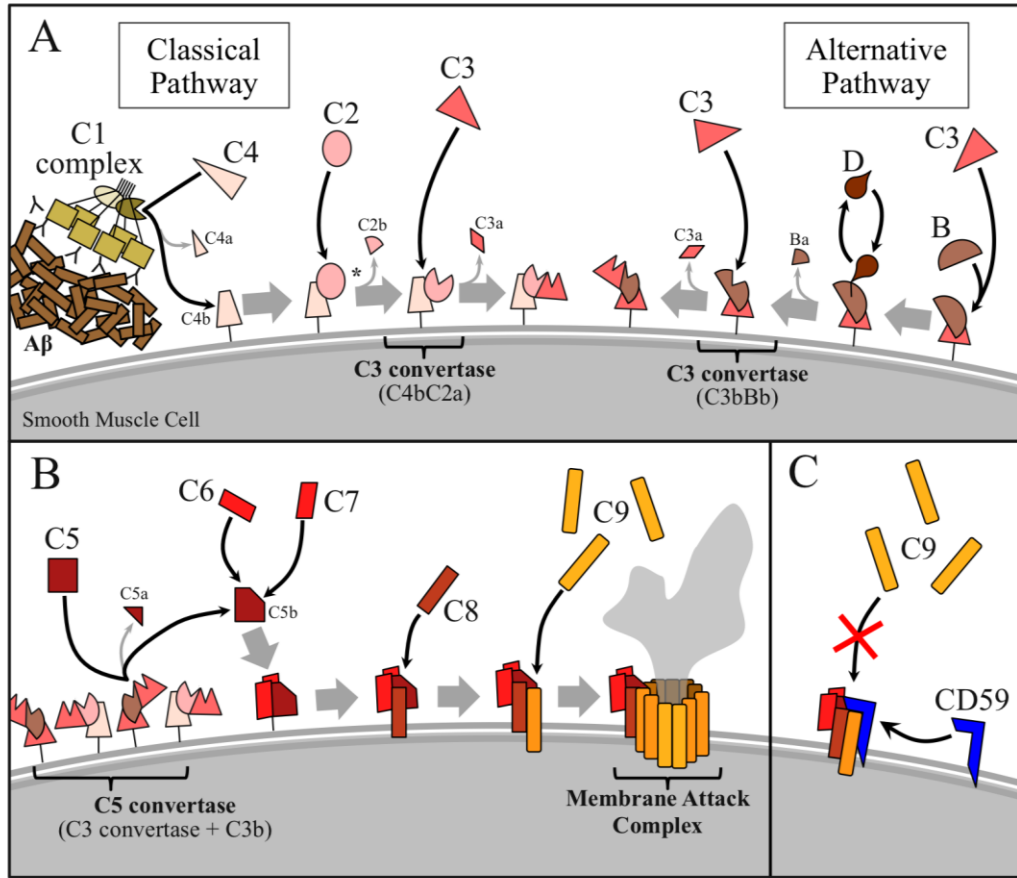 A
Classical
Pathway
Alternative
Pathway
C1
complex
C4
C4a
C4b
Aβ
C2
*
C2b
C3
C3a
C3
C3a
D
Ba
B
C3
C3 convertase
(C4bC2a)
C3 convertase
(C3bBb)
Smooth Muscle Cell
B
C5
C5a
C6
C7
C5b
C8
C9
C5 convertase
(C3 convertase + C3b)
Membrane Attack
Complex
C
C9
CD59